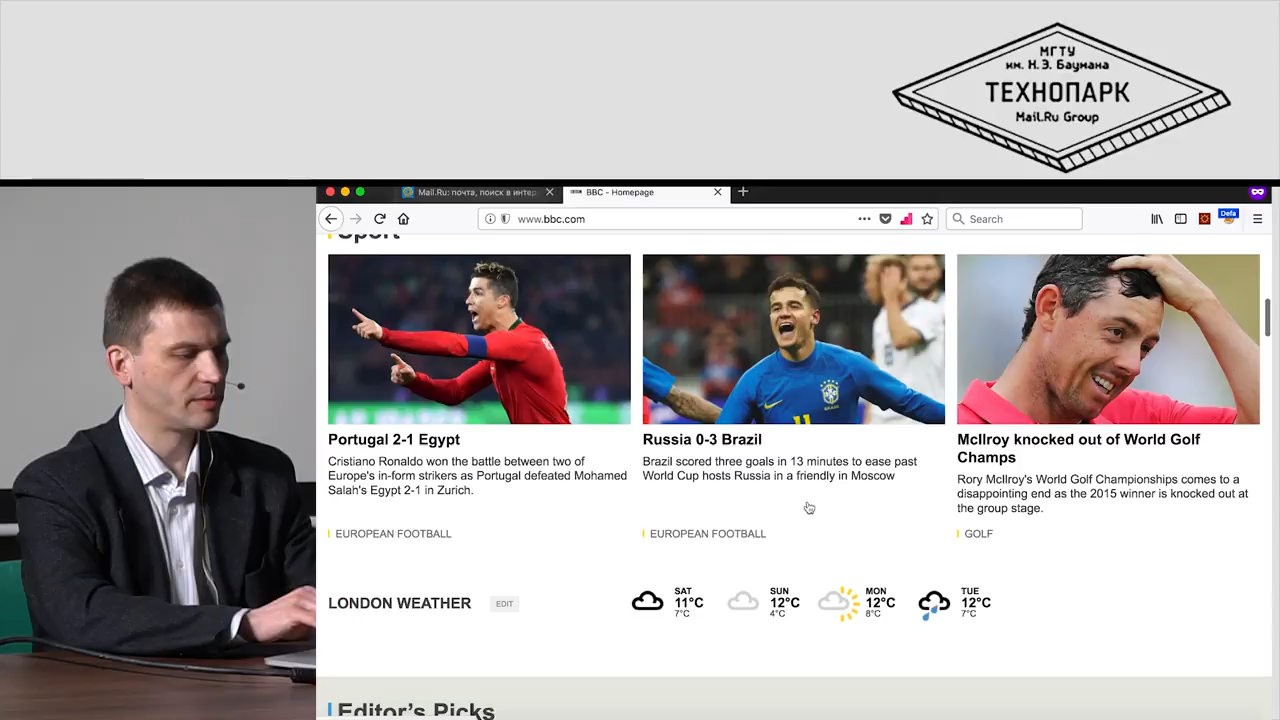 МГТУ
им. Н.Э. Баумана
ТЕХНОПАРК
Mail.Ru Group
Mail.Ru: почта, поиск в интер
BBC - Homepage
www.bbc.com
Search
Defa
Sport
Portugal 2-1 Egypt
Cristiano Ronaldo won the battle between two of
Europe's in-form strikers as Portugal defeated Mohamed
Salah's Egypt 2-1 in Zurich.
EUROPEAN FOOTBALL
Russia 0-3 Brazil
Brazil scored three goals in 13 minutes to ease past
World Cup hosts Russia in a friendly in Moscow
EUROPEAN FOOTBALL
McIlroy knocked out of World Golf
Champs
Rory McIlroy's World Golf Championships comes to a
disappointing end as the 2015 winner is knocked out at
the group stage.
GOLF
LONDON WEATHER
EDIT
SAT
11°C
7°C
SUN
12°C
4°C
MON
12°C
8°C
TUE
12°C
7°C
Editor's Picks